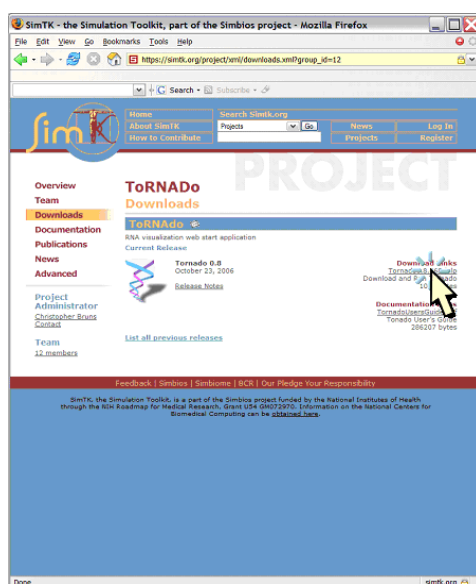 SimTK - the Simulation Toolkit, part of the Simbios project - Mozilla Firefox
File Edit View Go Bookmarks Tools Help
https://simtk.org/project/xml/downloads.xml?group_id=12
G Search Subscribe
SimTK
Home Search Simtk.org
About SimTK Projects Go News Log In
How to Contribute Projects Register
PROJECT
Overview
Team
Downloads
Documentation
Publications
News
Advanced
Project
Administrator
Christopher Bruns
Contact
Team
12 members
ToRNADo
Downloads
ToRNAdo
RNA visualization web start application
Current Release
Tornado 0.8
October 23, 2006
Release Notes
Download Links
Download and
Documentation
Tornado User's Guide
286207 bytes
List all previous releases
Feedback | Simbios | Simbiome | BCR | Our Pledge Your Responsibility
SimTK, the Simulation Toolkit, is a part of the Simbios project funded by the National Institutes of Health
through the NIH Roadmap for Medical Research, Grant U54 GM072970. Information on the National Centers for
Biomedical Computing can be obtained here.
Done simtk.org